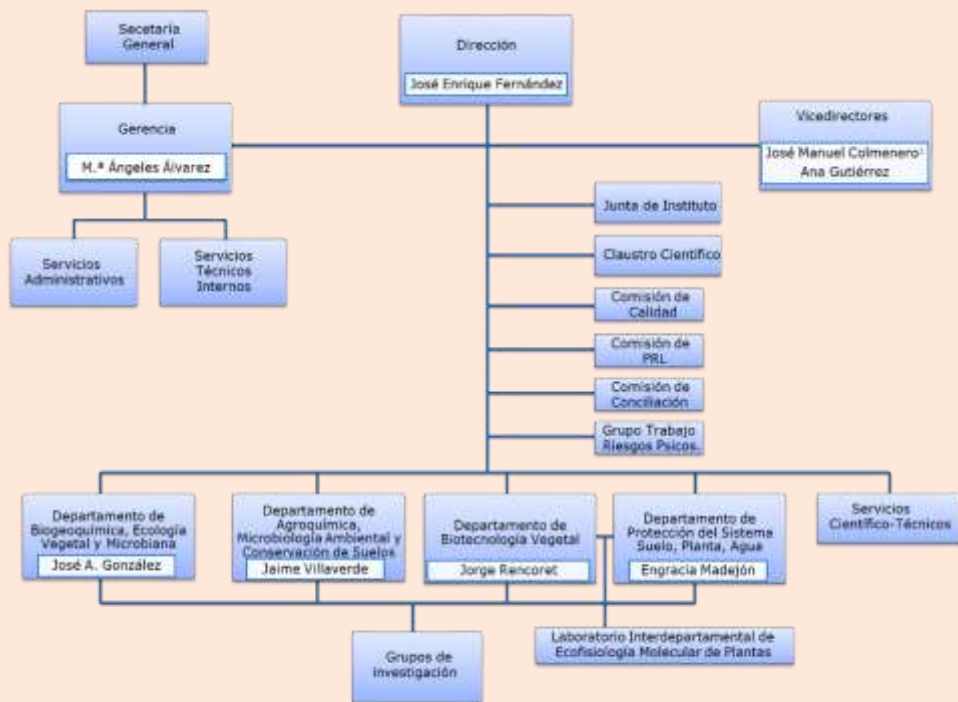 Secetaría
General
Dirección
José Enrique Fernández
Gerencia
M.ª Ángeles Álvarez
Vicedirectores
José Manuel Colmenero
Ana Gutiérrez
Junta de Instituto
Claustro Científico
Comisión de
Calidad
Comisión de
PRL
Comisión de
Conciliación
Grupo Trabajo
Riesgos Psicos.
Servicios
Administrativos
Servicios
Técnicos
Internos
Departamento de
Biogeoquímica, Ecología
Vegetal y Microbiana
José A. González
Departamento de
Agroquímica,
Microbiología Ambiental y
Conservación de Suelos
Jaime Villaverde
Departamento de
Biotecnología Vegetal
Jorge Rencoret
Departamento de
Protección del Sistema
Suelo, Planta, Agua
Engracia Madejón
Servicios
Científico-Técnicos
Grupos de
investigación
Laboratorio Interdepartamental de
Ecofisiología Molecular de Plantas